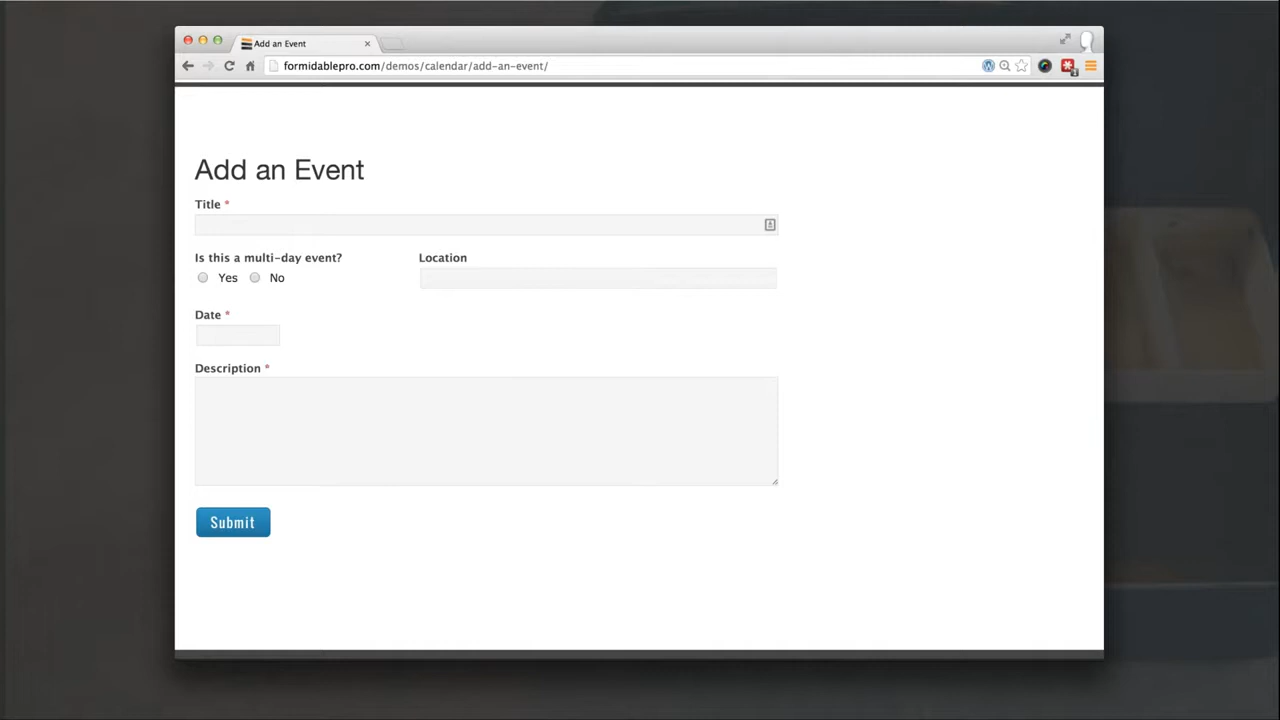 Add an Event
formidablepro.com/demos/calendar/add-an-event/
Add an Event
Title *
Is this a multi-day event? Location
Yes No
Date *
Description *
Submit